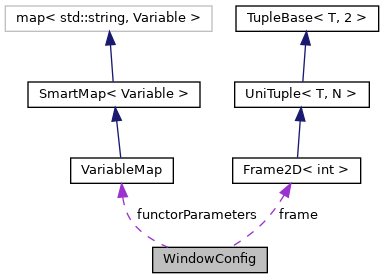 map< std::string, Variable >
TupleBase< T, 2 >
SmartMap< Variable >
UniTuple< T, N >
VariableMap
Frame2D< int >
functorParameters
frame
WindowConfig